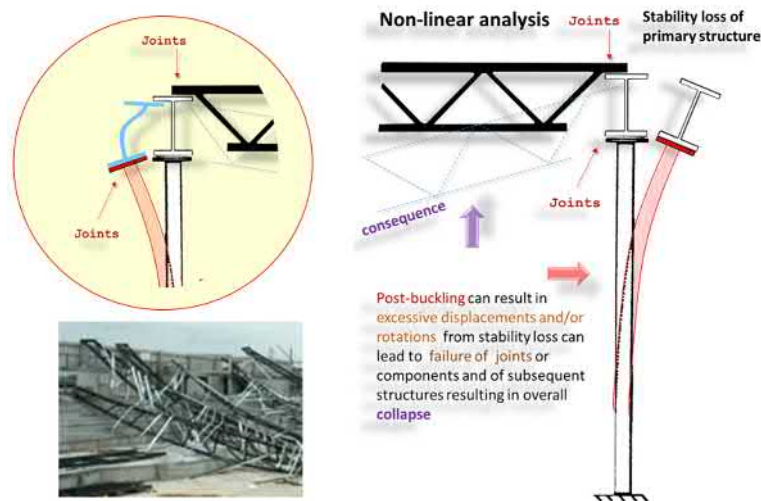 Joints
Joints
Non-linear analysis
Joints
Stability loss of
primary structure
Joints
consequence
Post-buckling can result in
excessive displacements and/or
rotations from stability loss can
lead to failure of joints or
components and of subsequent
structures resulting in overall
collapse